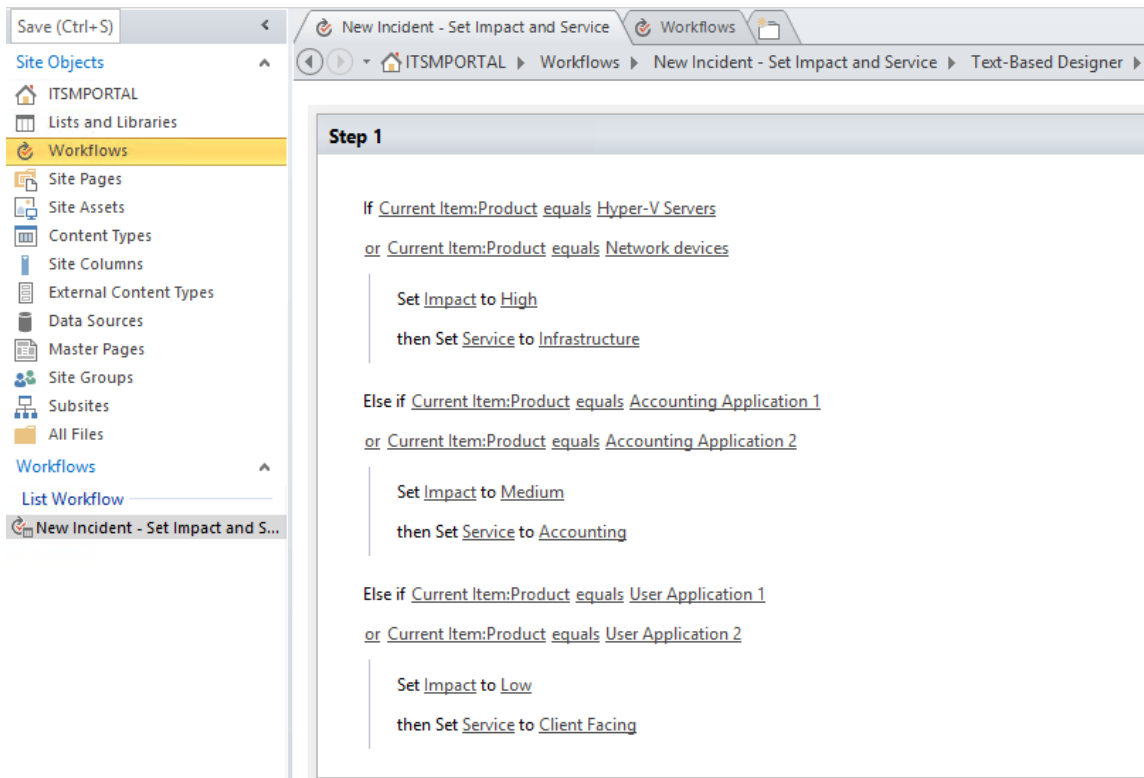 Save (Ctrl+S)
Site Objects
ITSMPORTAL
Lists and Libraries
Workflows
Site Pages
Site Assets
Content Types
Site Columns
External Content Types
Data Sources
Master Pages
Site Groups
Subsites
All Files
Workflows
List Workflow
New Incident - Set Impact and S...
New Incident - Set Impact and Service Workflows
ITSMPORTAL Workflows New Incident - Set Impact and Service Text-Based Designer
Step 1
If Current Item:Product equals Hyper-V Servers
or Current Item:Product equals Network devices
Set Impact to High
then Set Service to Infrastructure
Else if Current Item:Product equals Accounting Application 1
or Current Item:Product equals Accounting Application 2
Set Impact to Medium
then Set Service to Accounting
Else if Current Item:Product equals User Application 1
or Current Item:Product equals User Application 2
Set Impact to Low
then Set Service to Client Facing